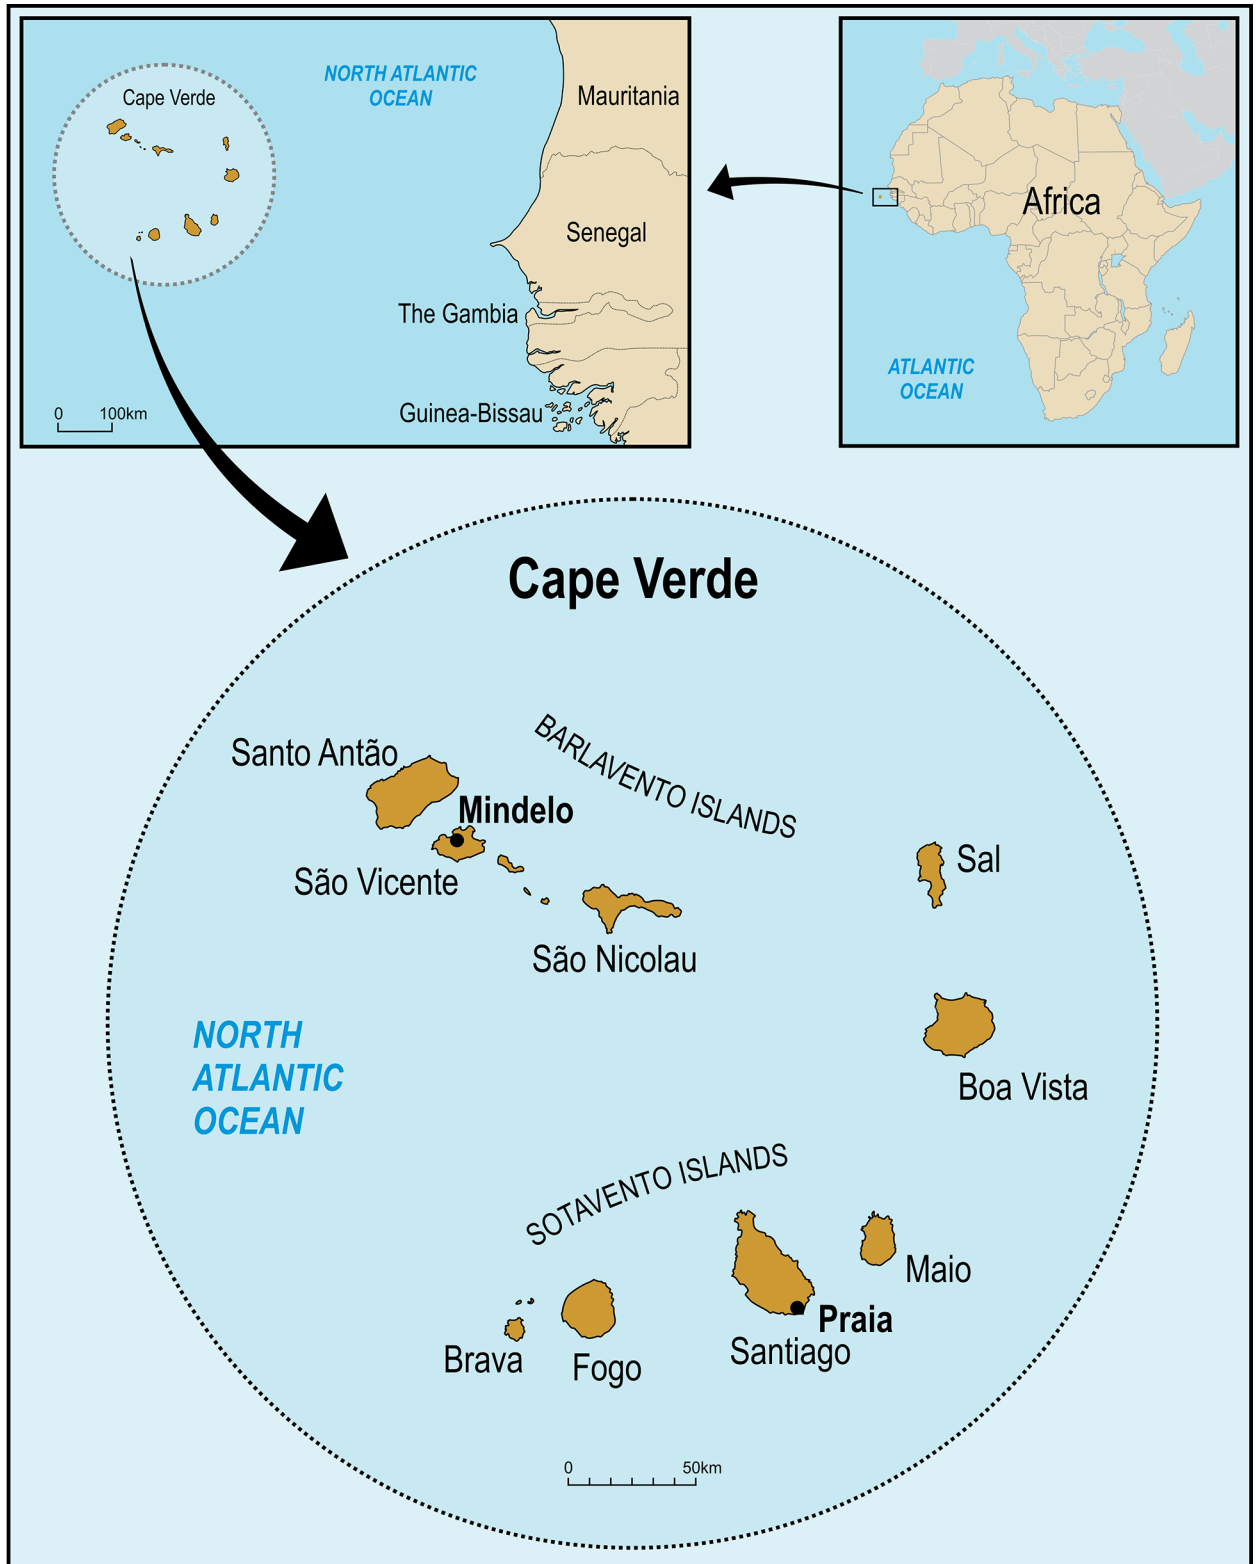 NORTH ATLANTIC
OCEAN
Cape Verde
Mauritania
Senegal
The Gambia
Guinea-Bissau
0 100km
Africa
ATLANTIC
OCEAN
Cape Verde
BARLAVENTO ISLANDS
Santo Antão
Mindelo
São Vicente
São Nicolau
Sal
Boa Vista
NORTH
ATLANTIC
OCEAN
SOTAVENTO ISLANDS
Maio
Praia
Santiago
Brava
Fogo
0 50km